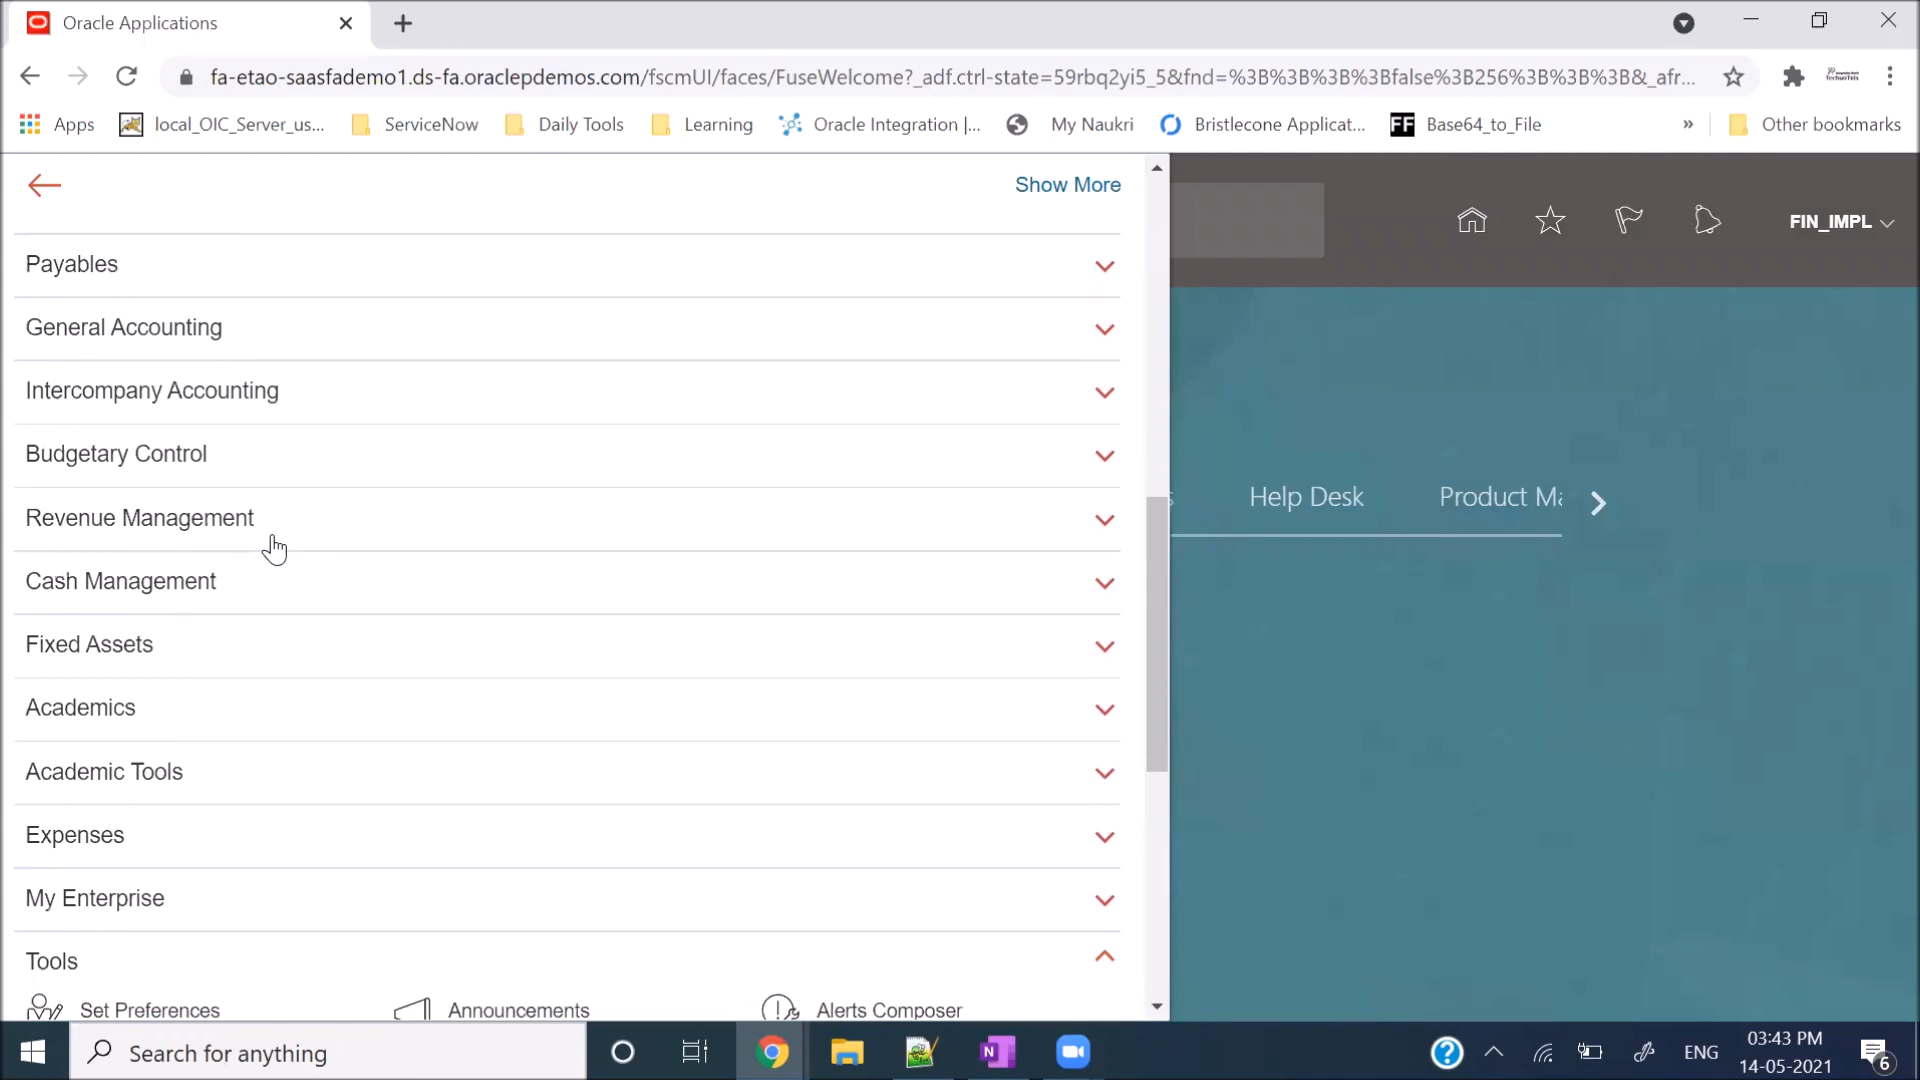 Oracle Applications
fa-etao-saasfademo1.ds-fa.oraclepdemos.com/fscmUI/faces/FuseWelcome?_adf.ctrl-state=59rbq2yi5_5&fnd=%3B%3B%3B%3Bfalse%3B256%3B%3B%3B&_afr...
Apps local_OIC_Server_us... ServiceNow Daily Tools Learning Oracle Integration |... My Naukri Bristlecone Applicat... FF Base64_to_File » Other bookmarks
Show More
FIN_IMPL
Payables
General Accounting
Intercompany Accounting
Budgetary Control
Help Desk Product Ma
Revenue Management
Cash Management
Fixed Assets
Academics
Academic Tools
Expenses
My Enterprise
Tools
Set Preferences Announcements Alerts Composer
Search for anything
N
ENG
03:43 PM
14-05-2021
6